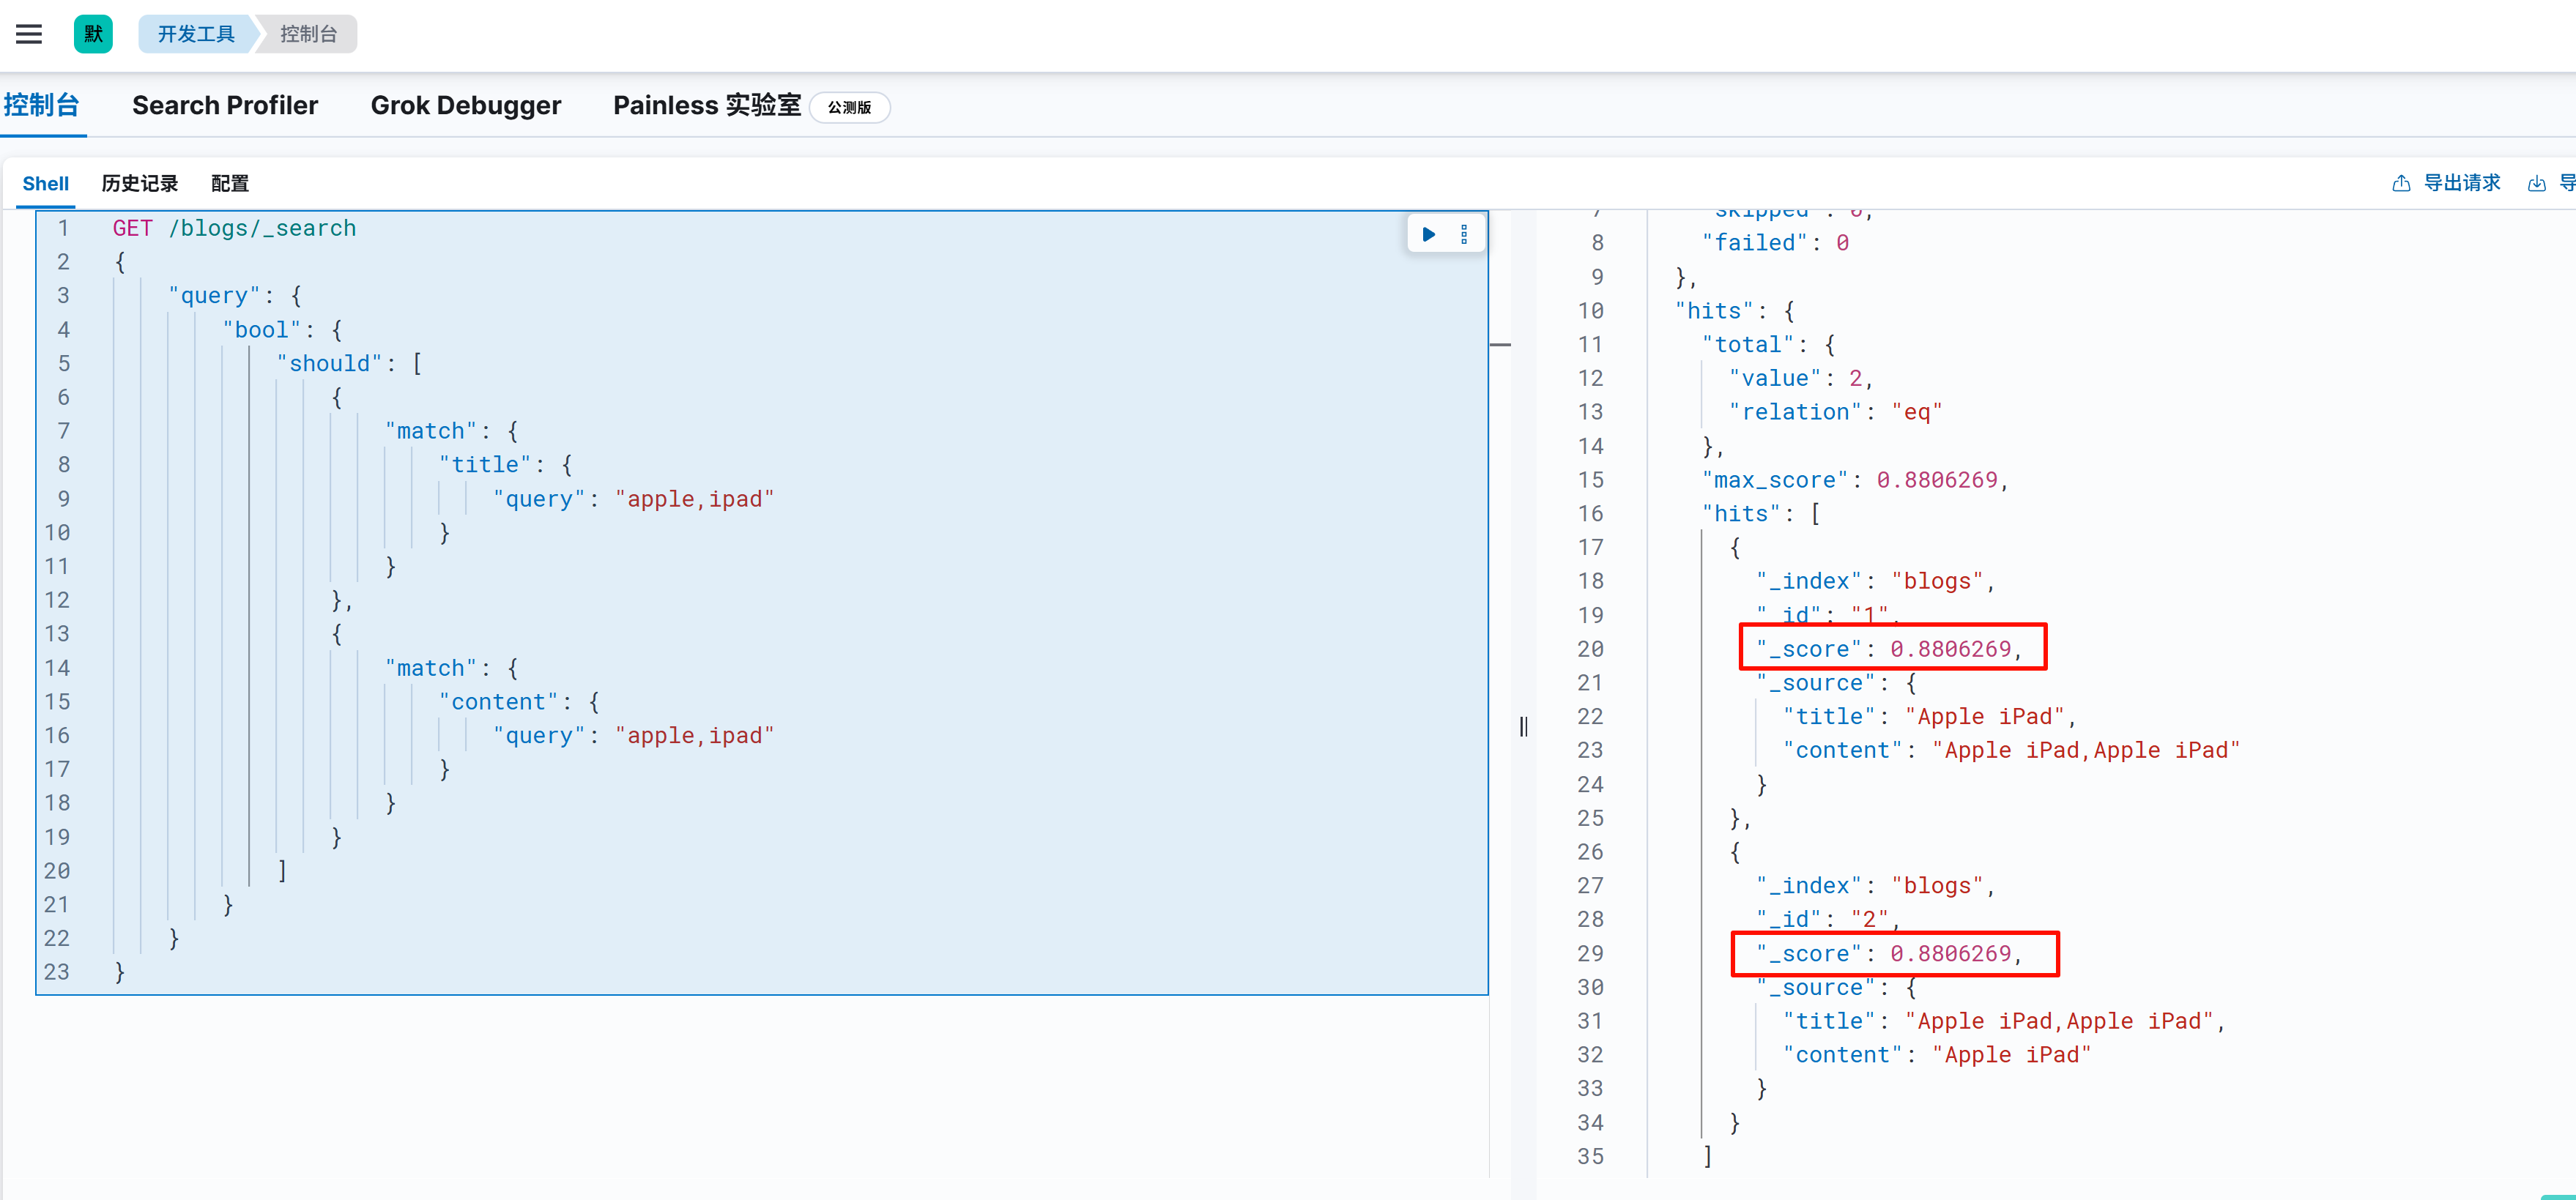 默 开发工具 控制台
控制台 Search Profiler Grok Debugger Painless 实验室 公测版
Shell 历史记录 配置 导出请求
1 GET /blogs/_search
2 {
3 "query": {
4 "bool": {
5 "should": [
6 {
7 "match": {
8 "title": {
9 "query": "apple,ipad"
10 }
11 }
12 },
13 {
14 "match": {
15 "content": {
16 "query": "apple,ipad"
17 }
18 }
19 }
20 ]
21 }
22 }
23 }
7 "skipped": 0,
8 "failed": 0
9 },
10 "hits": {
11 "total": {
12 "value": 2,
13 "relation": "eq"
14 },
15 "max_score": 0.8806269,
16 "hits": [
17 {
18 "_index": "blogs",
19 "_id": "1",
20 "_score": 0.8806269,
21 "_source": {
22 "title": "Apple iPad",
23 "content": "Apple iPad,Apple iPad"
24 }
25 },
26 {
27 "_index": "blogs",
28 "_id": "2",
29 "_score": 0.8806269,
30 "_source": {
31 "title": "Apple iPad,Apple iPad",
32 "content": "Apple iPad"
33 }
34 }
35 ]